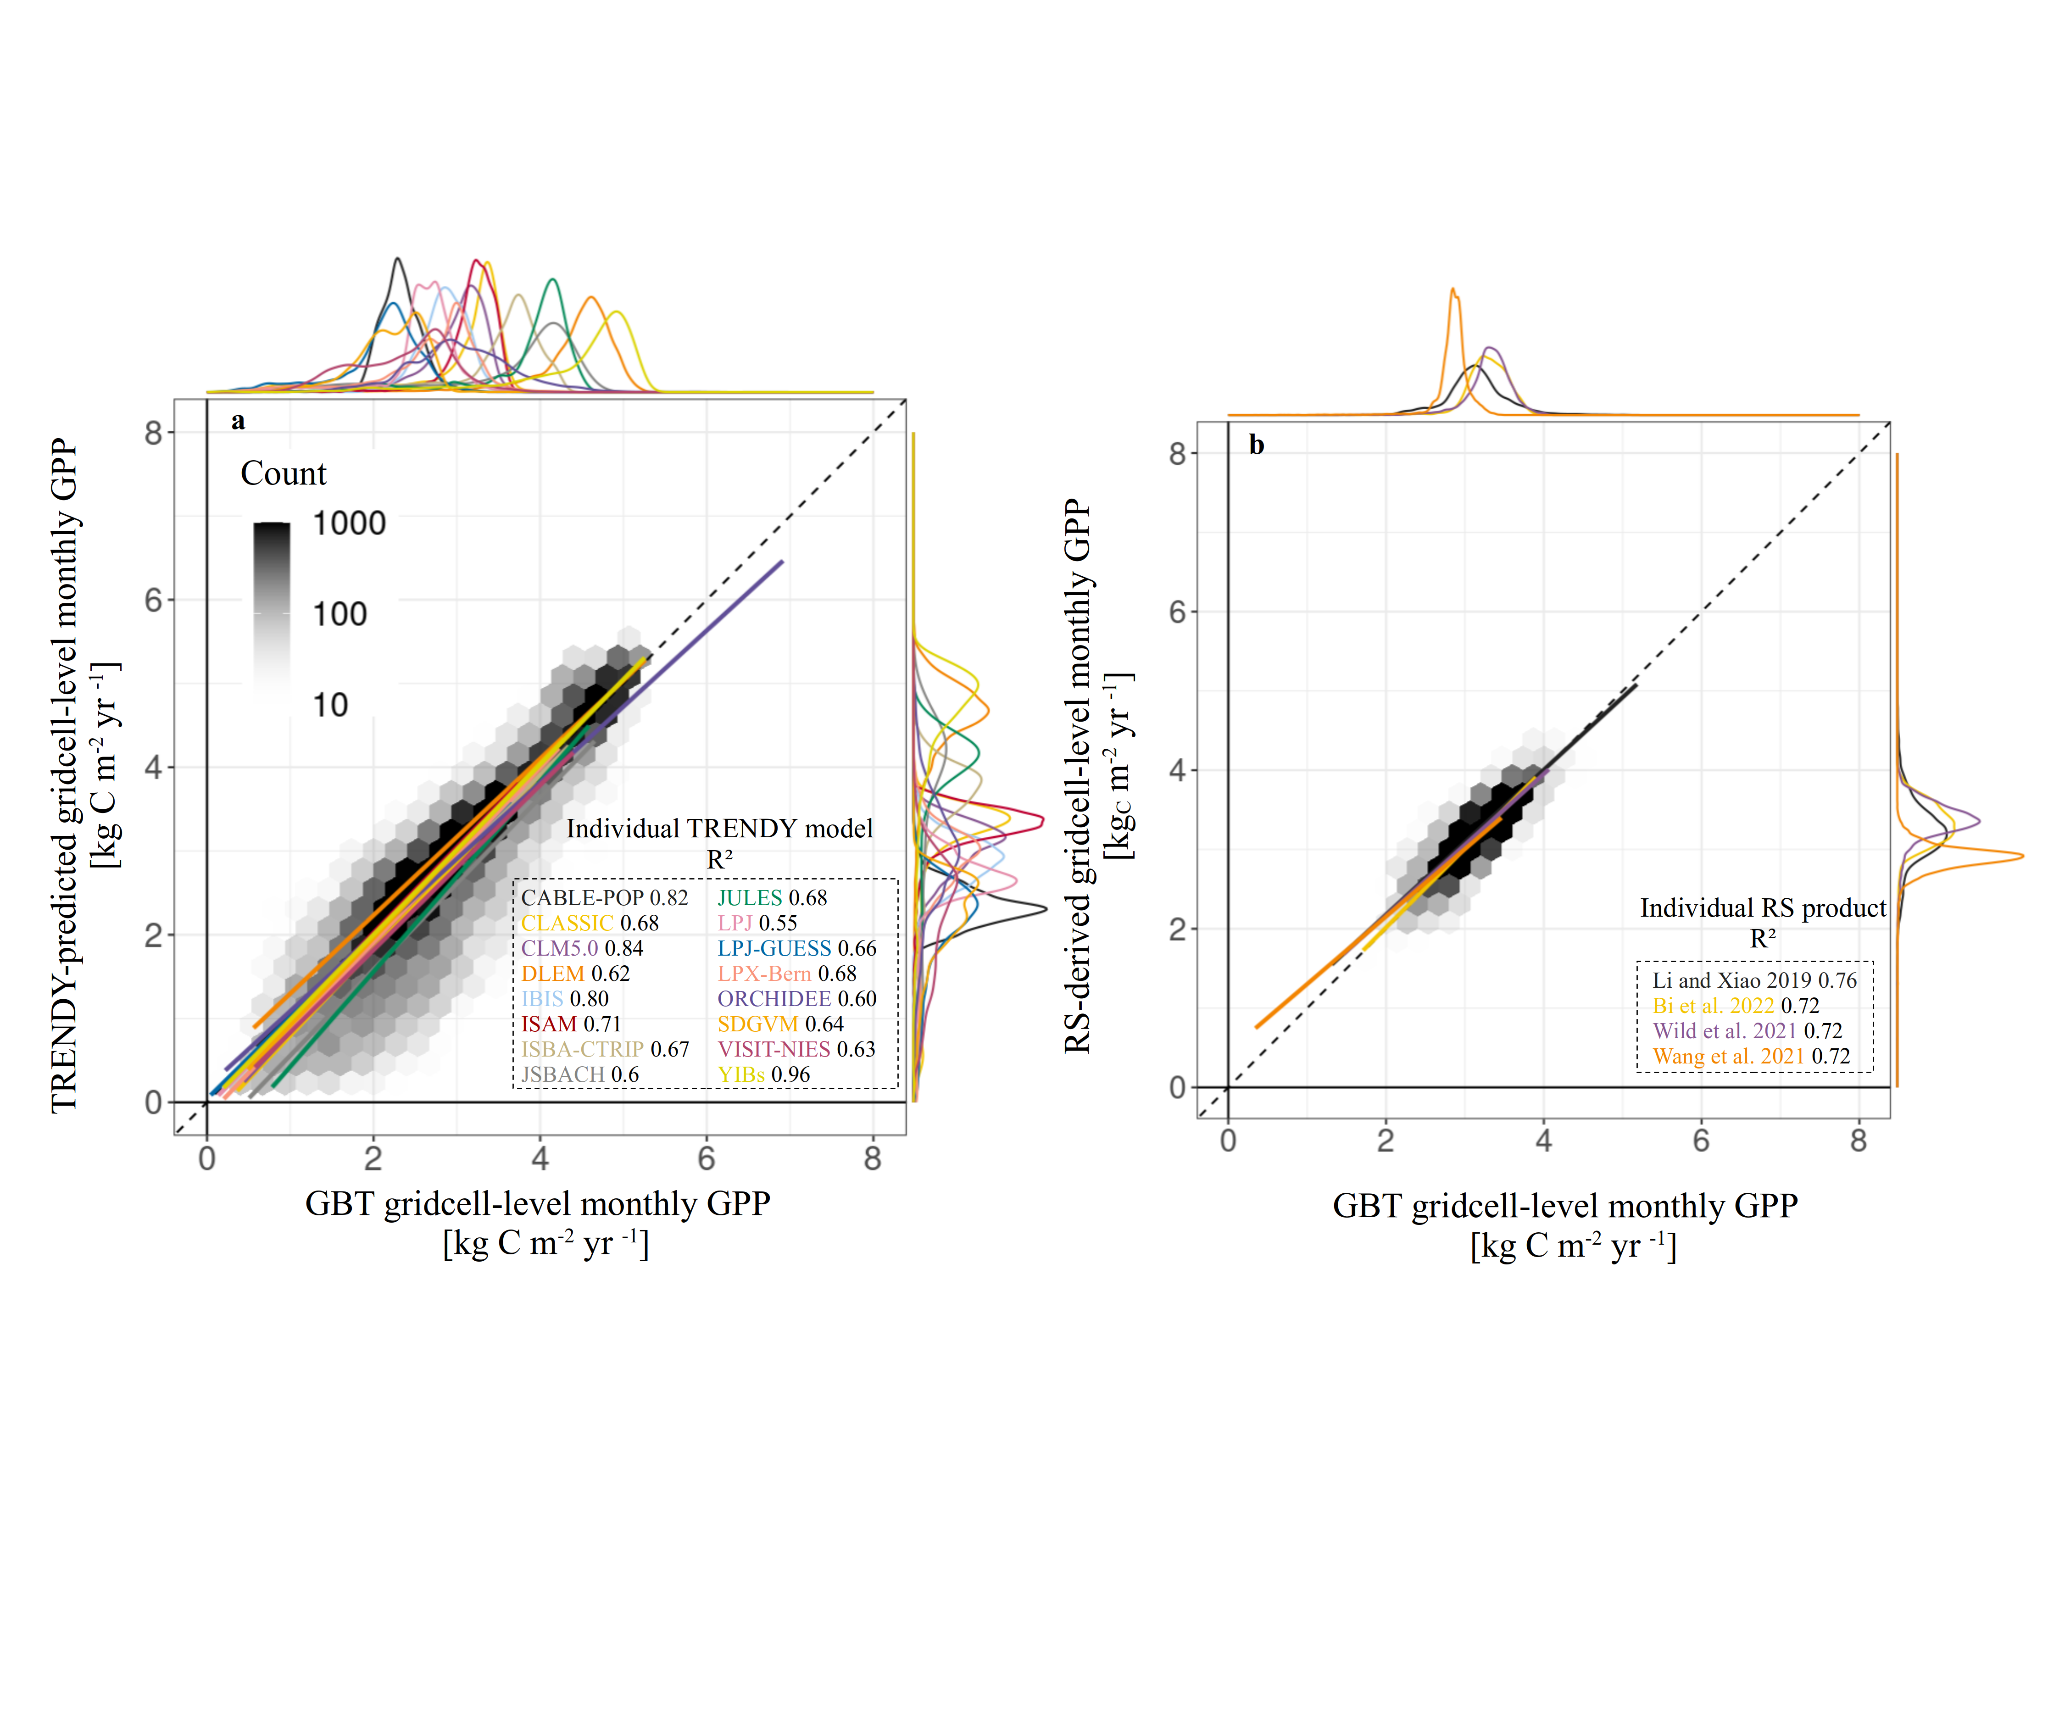 a
Count
1000
100
10
8
6
4
2
0
0 2 4 6 8
TRENDY-predicted gridcell-level monthly GPP
[kg C m⁻² yr ⁻¹]
GBT gridcell-level monthly GPP
[kg C m⁻² yr ⁻¹]
Individual TRENDY model
R²
CABLE-POP 0.82 JULES 0.68
CLASSIC 0.68 LPJ 0.55
CLM5.0 0.84 LPJ-GUESS 0.66
DLEM 0.62 LPX-Bern 0.68
IBIS 0.80 ORCHIDEE 0.60
ISAM 0.71 SDGVM 0.64
ISBA-CTRIP 0.67 VISIT-NIES 0.63
JSBACH 0.6 YIBs 0.96
b
8
6
4
2
0
0 2 4 6 8
RS-derived gridcell-level monthly GPP
[kgC m⁻² yr ⁻¹]
GBT gridcell-level monthly GPP
[kg C m⁻² yr ⁻¹]
Individual RS product
R²
Li and Xiao 2019 0.76
Bi et al. 2022 0.72
Wild et al. 2021 0.72
Wang et al. 2021 0.72